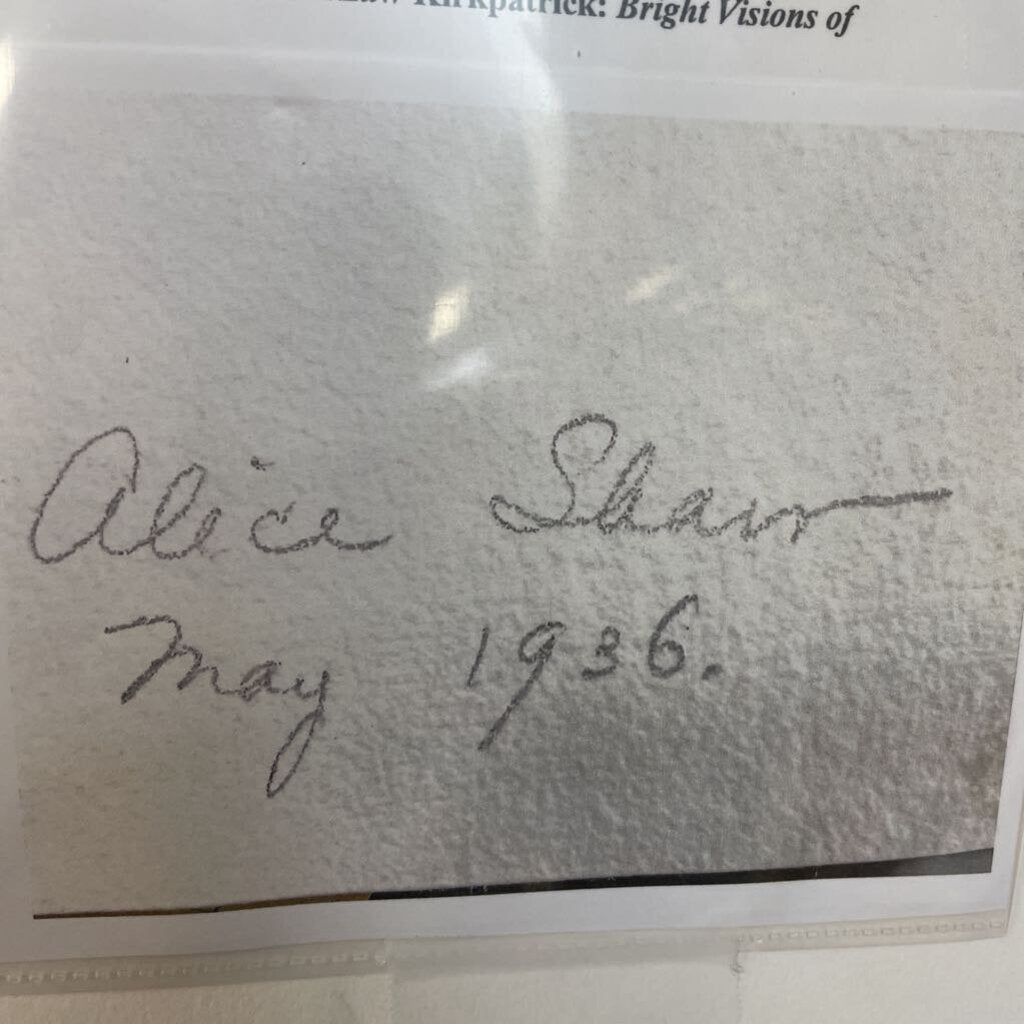 Kirkpatrick: Bright Visions of
Alice Shaw
May 1936.